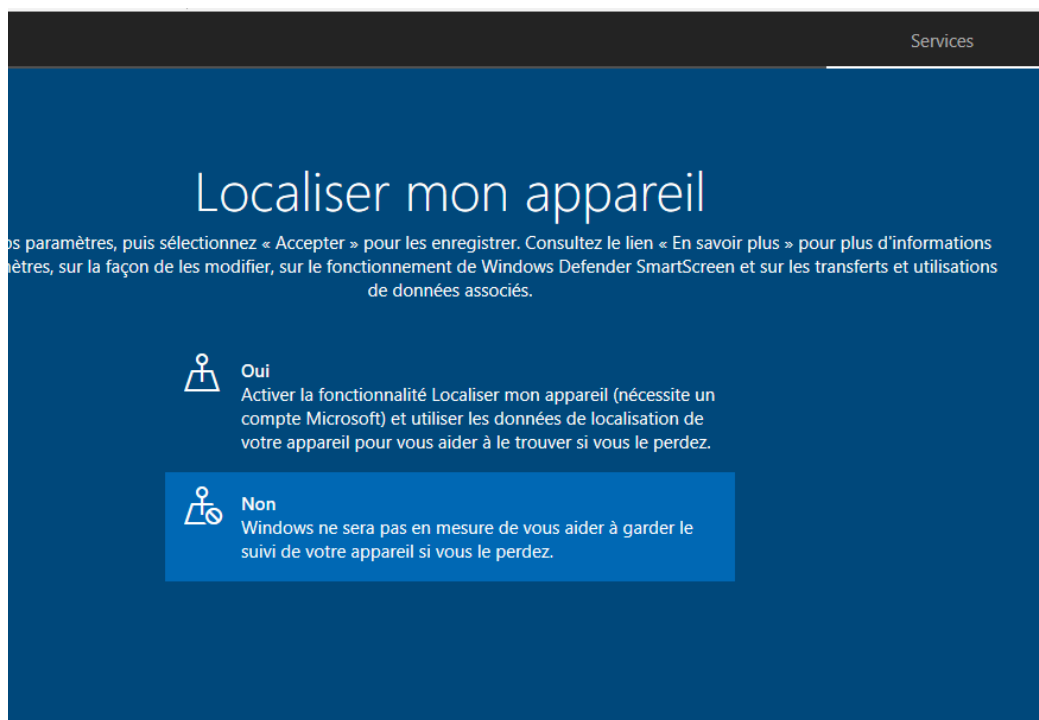 Services
Localiser mon appareil
os paramètres, puis sélectionnez « Accepter » pour les enregistrer. Consultez le lien « En savoir plus » pour plus d'informations
nètres, sur la façon de les modifier, sur le fonctionnement de Windows Defender SmartScreen et sur les transferts et utilisations
de données associés.
Oui
Activer la fonctionnalité Localiser mon appareil (nécessite un
compte Microsoft) et utiliser les données de localisation de
votre appareil pour vous aider à le trouver si vous le perdez.
Non
Windows ne sera pas en mesure de vous aider à garder le
suivi de votre appareil si vous le perdez.